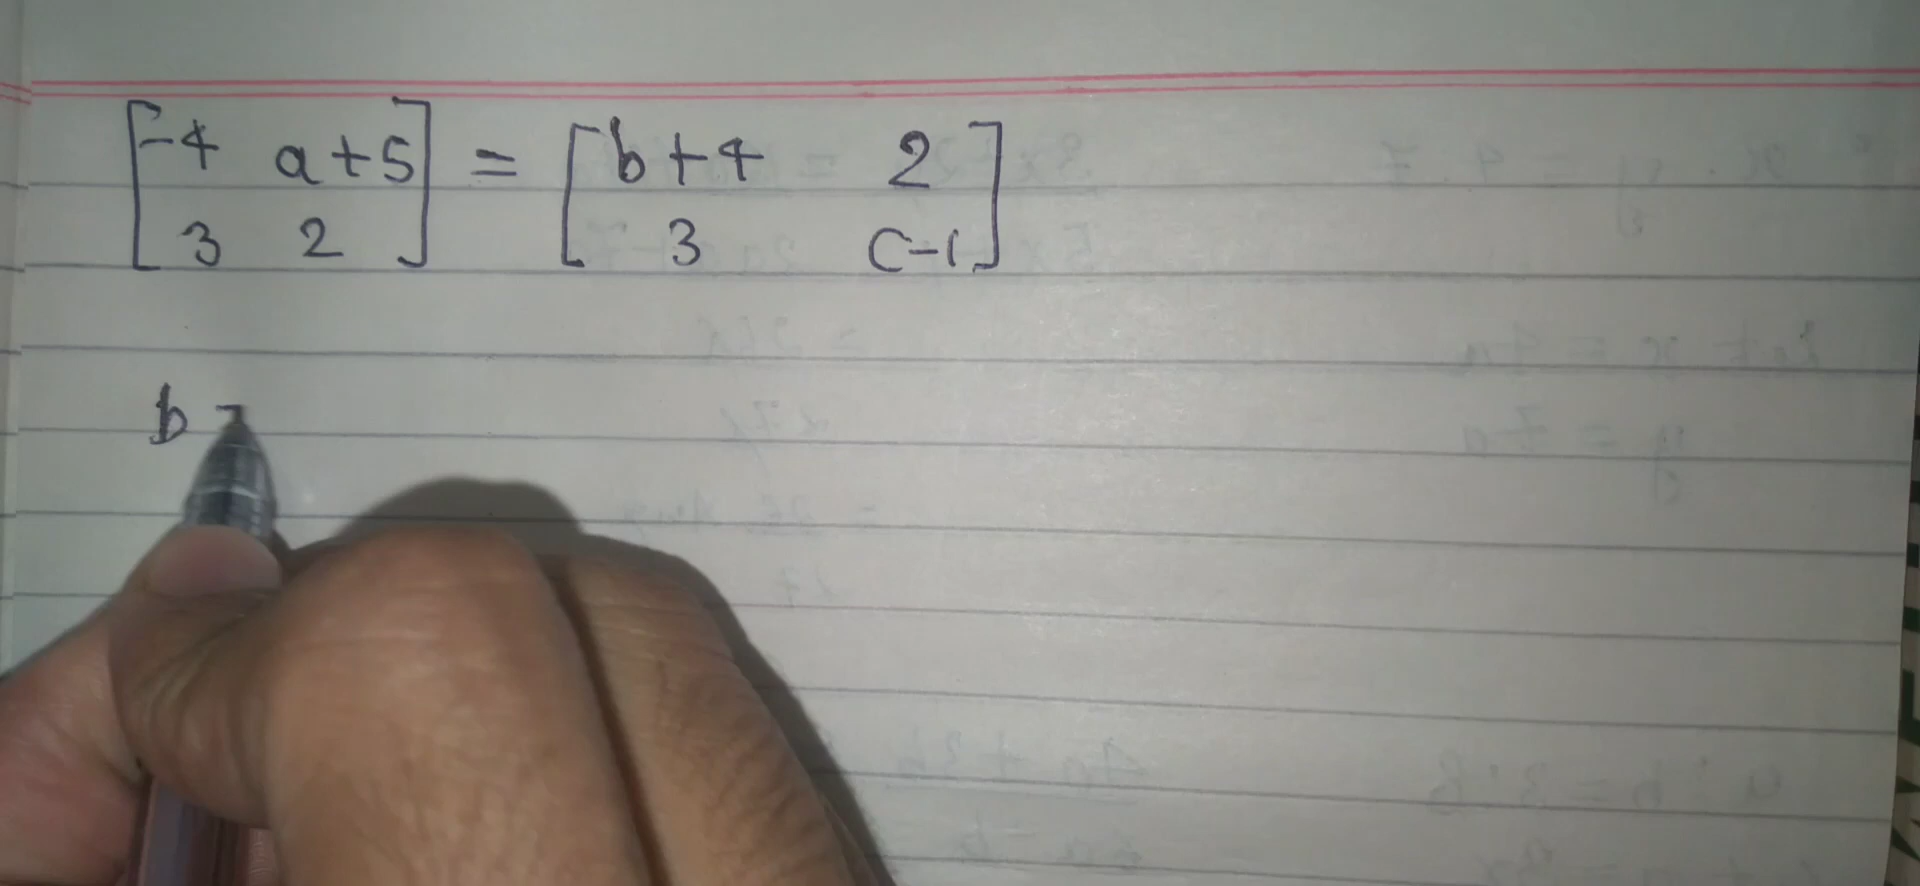 [-4 a+5] = [b+4 2]
[3 2] [3 c-1]
b